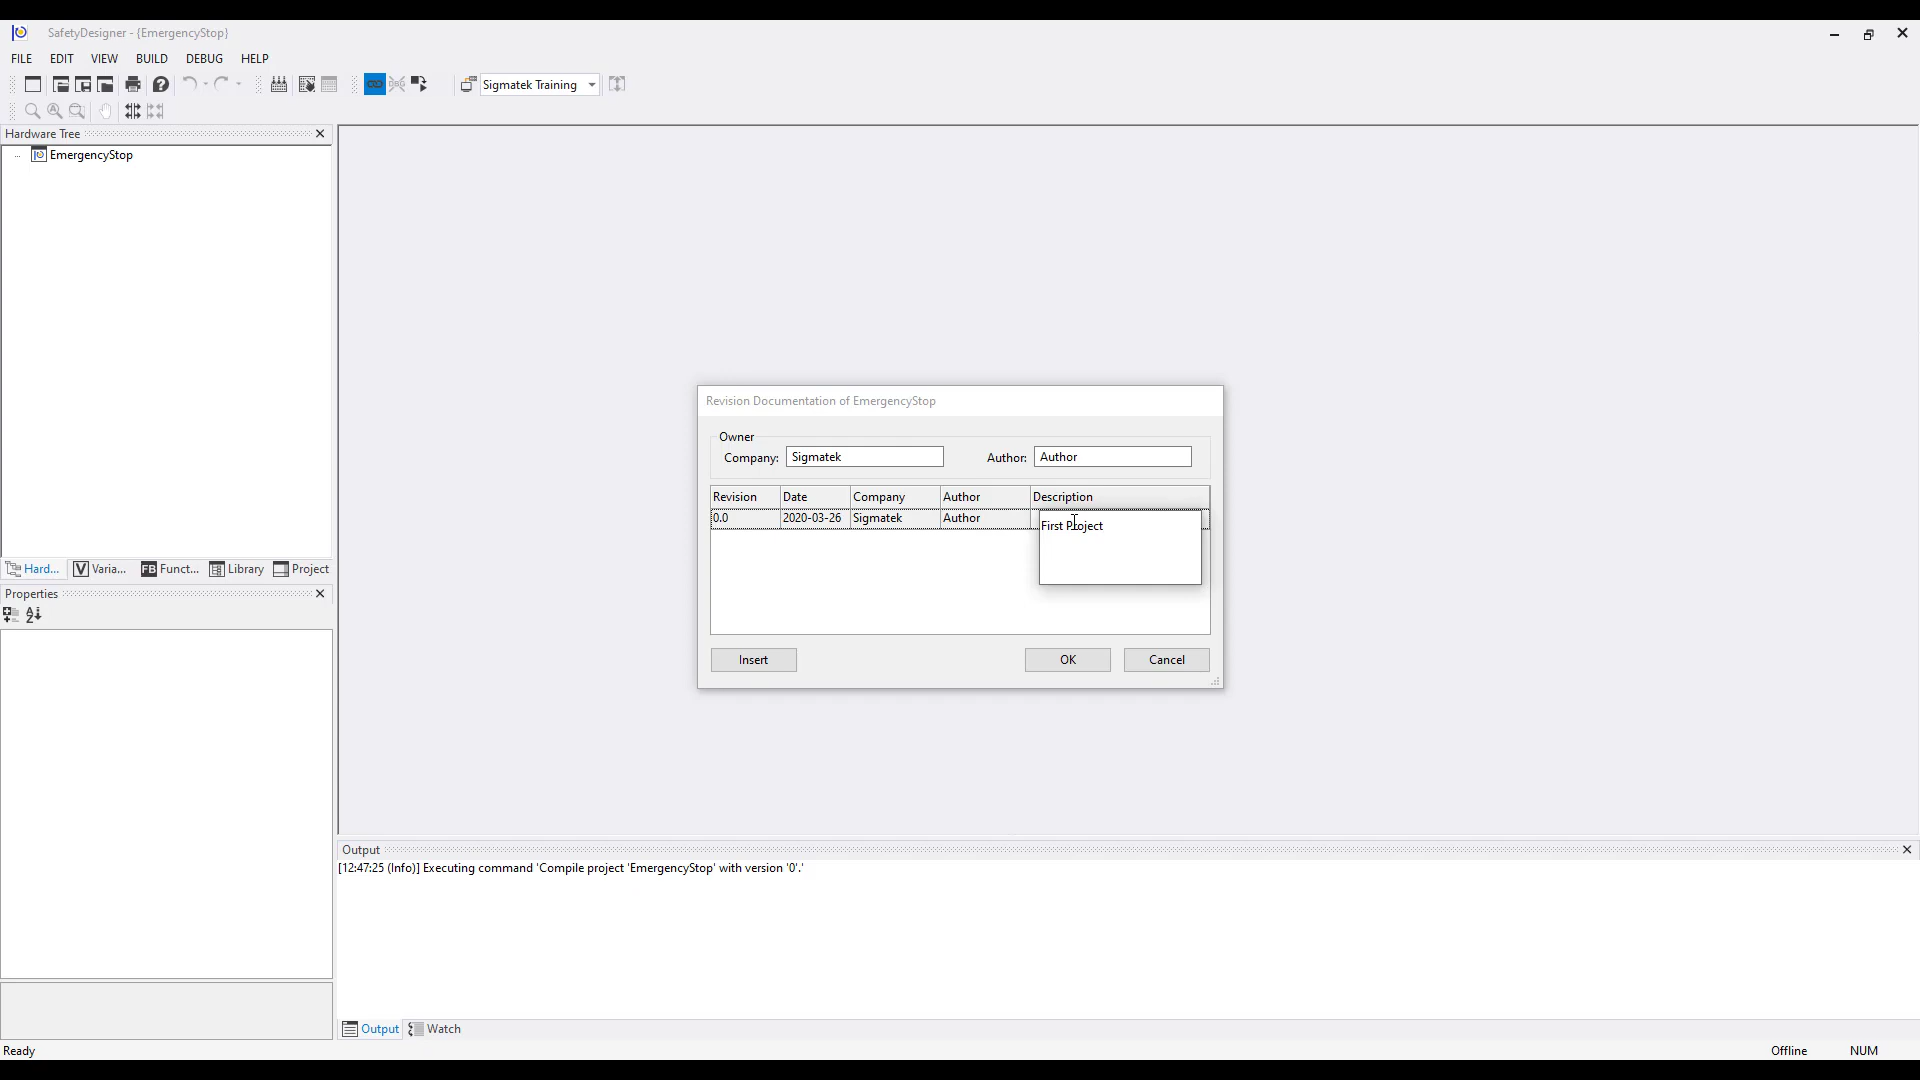 SafetyDesigner - {EmergencyStop}
FILE EDIT VIEW BUILD DEBUG HELP
Sigmatek Training
Hardware Tree
EmergencyStop
Revision Documentation of EmergencyStop
Owner
Company: Sigmatek Author: Author
Revision Date Company Author Description
0.0 2020-03-26 Sigmatek Author
First Project
Insert OK Cancel
Hard... Varia... FB Funct... Library Project
Properties
Output
[12:47:25 (Info)] Executing command 'Compile project 'EmergencyStop' with version '0'.'
Output Watch
Ready Offline NUM